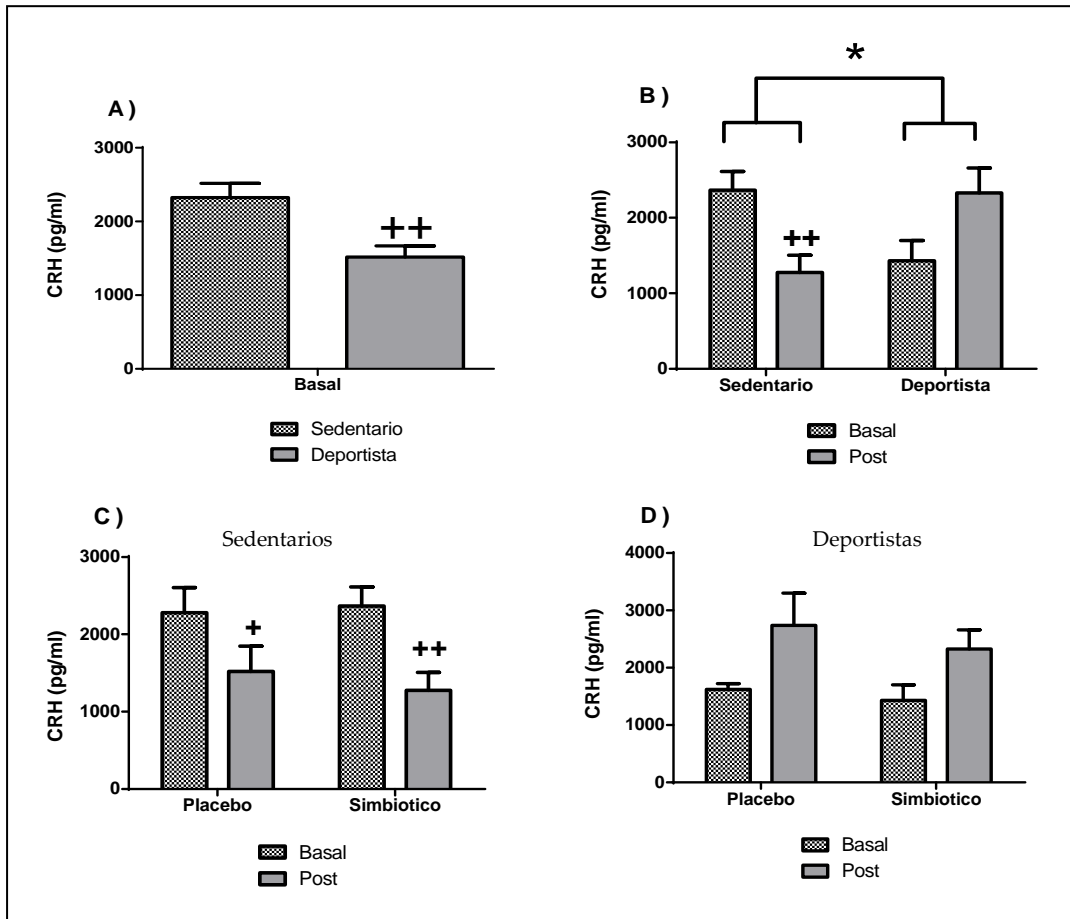 A )
3000
2000
1000
0
CRH (pg/ml)
++
Basal
Sedentario
Deportista
B )
*
3000
2000
1000
0
CRH (pg/ml)
++
Sedentario Deportista
Basal
Post
C )
Sedentarios
3000
2000
1000
0
CRH (pg/ml)
+
++
Placebo Simbiotico
Basal
Post
D )
Deportistas
4000
3000
2000
1000
0
CRH (pg/ml)
Placebo Simbiotico
Basal
Post